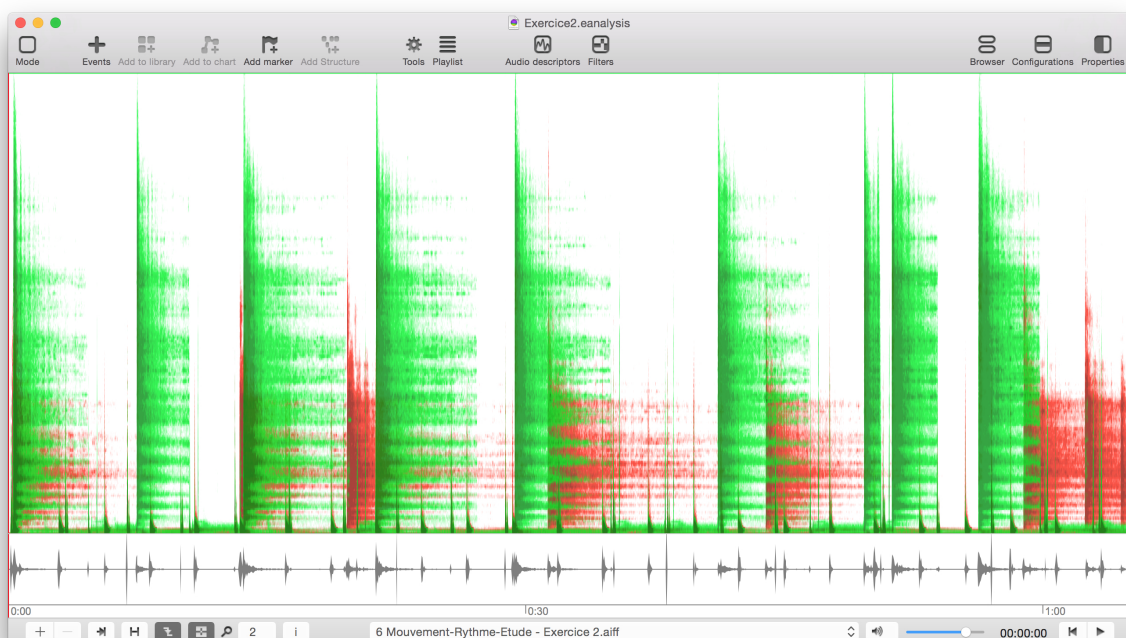 Exercice2.eanalysis
Mode Events Add to library Add to chart Add marker Add Structure Tools Playlist Audio descriptors Filters Browser Configurations Properties
0:00 0:30 1:00
2 i 6 Mouvement-Rythme-Etude - Exercice 2.aiff 00:00:00